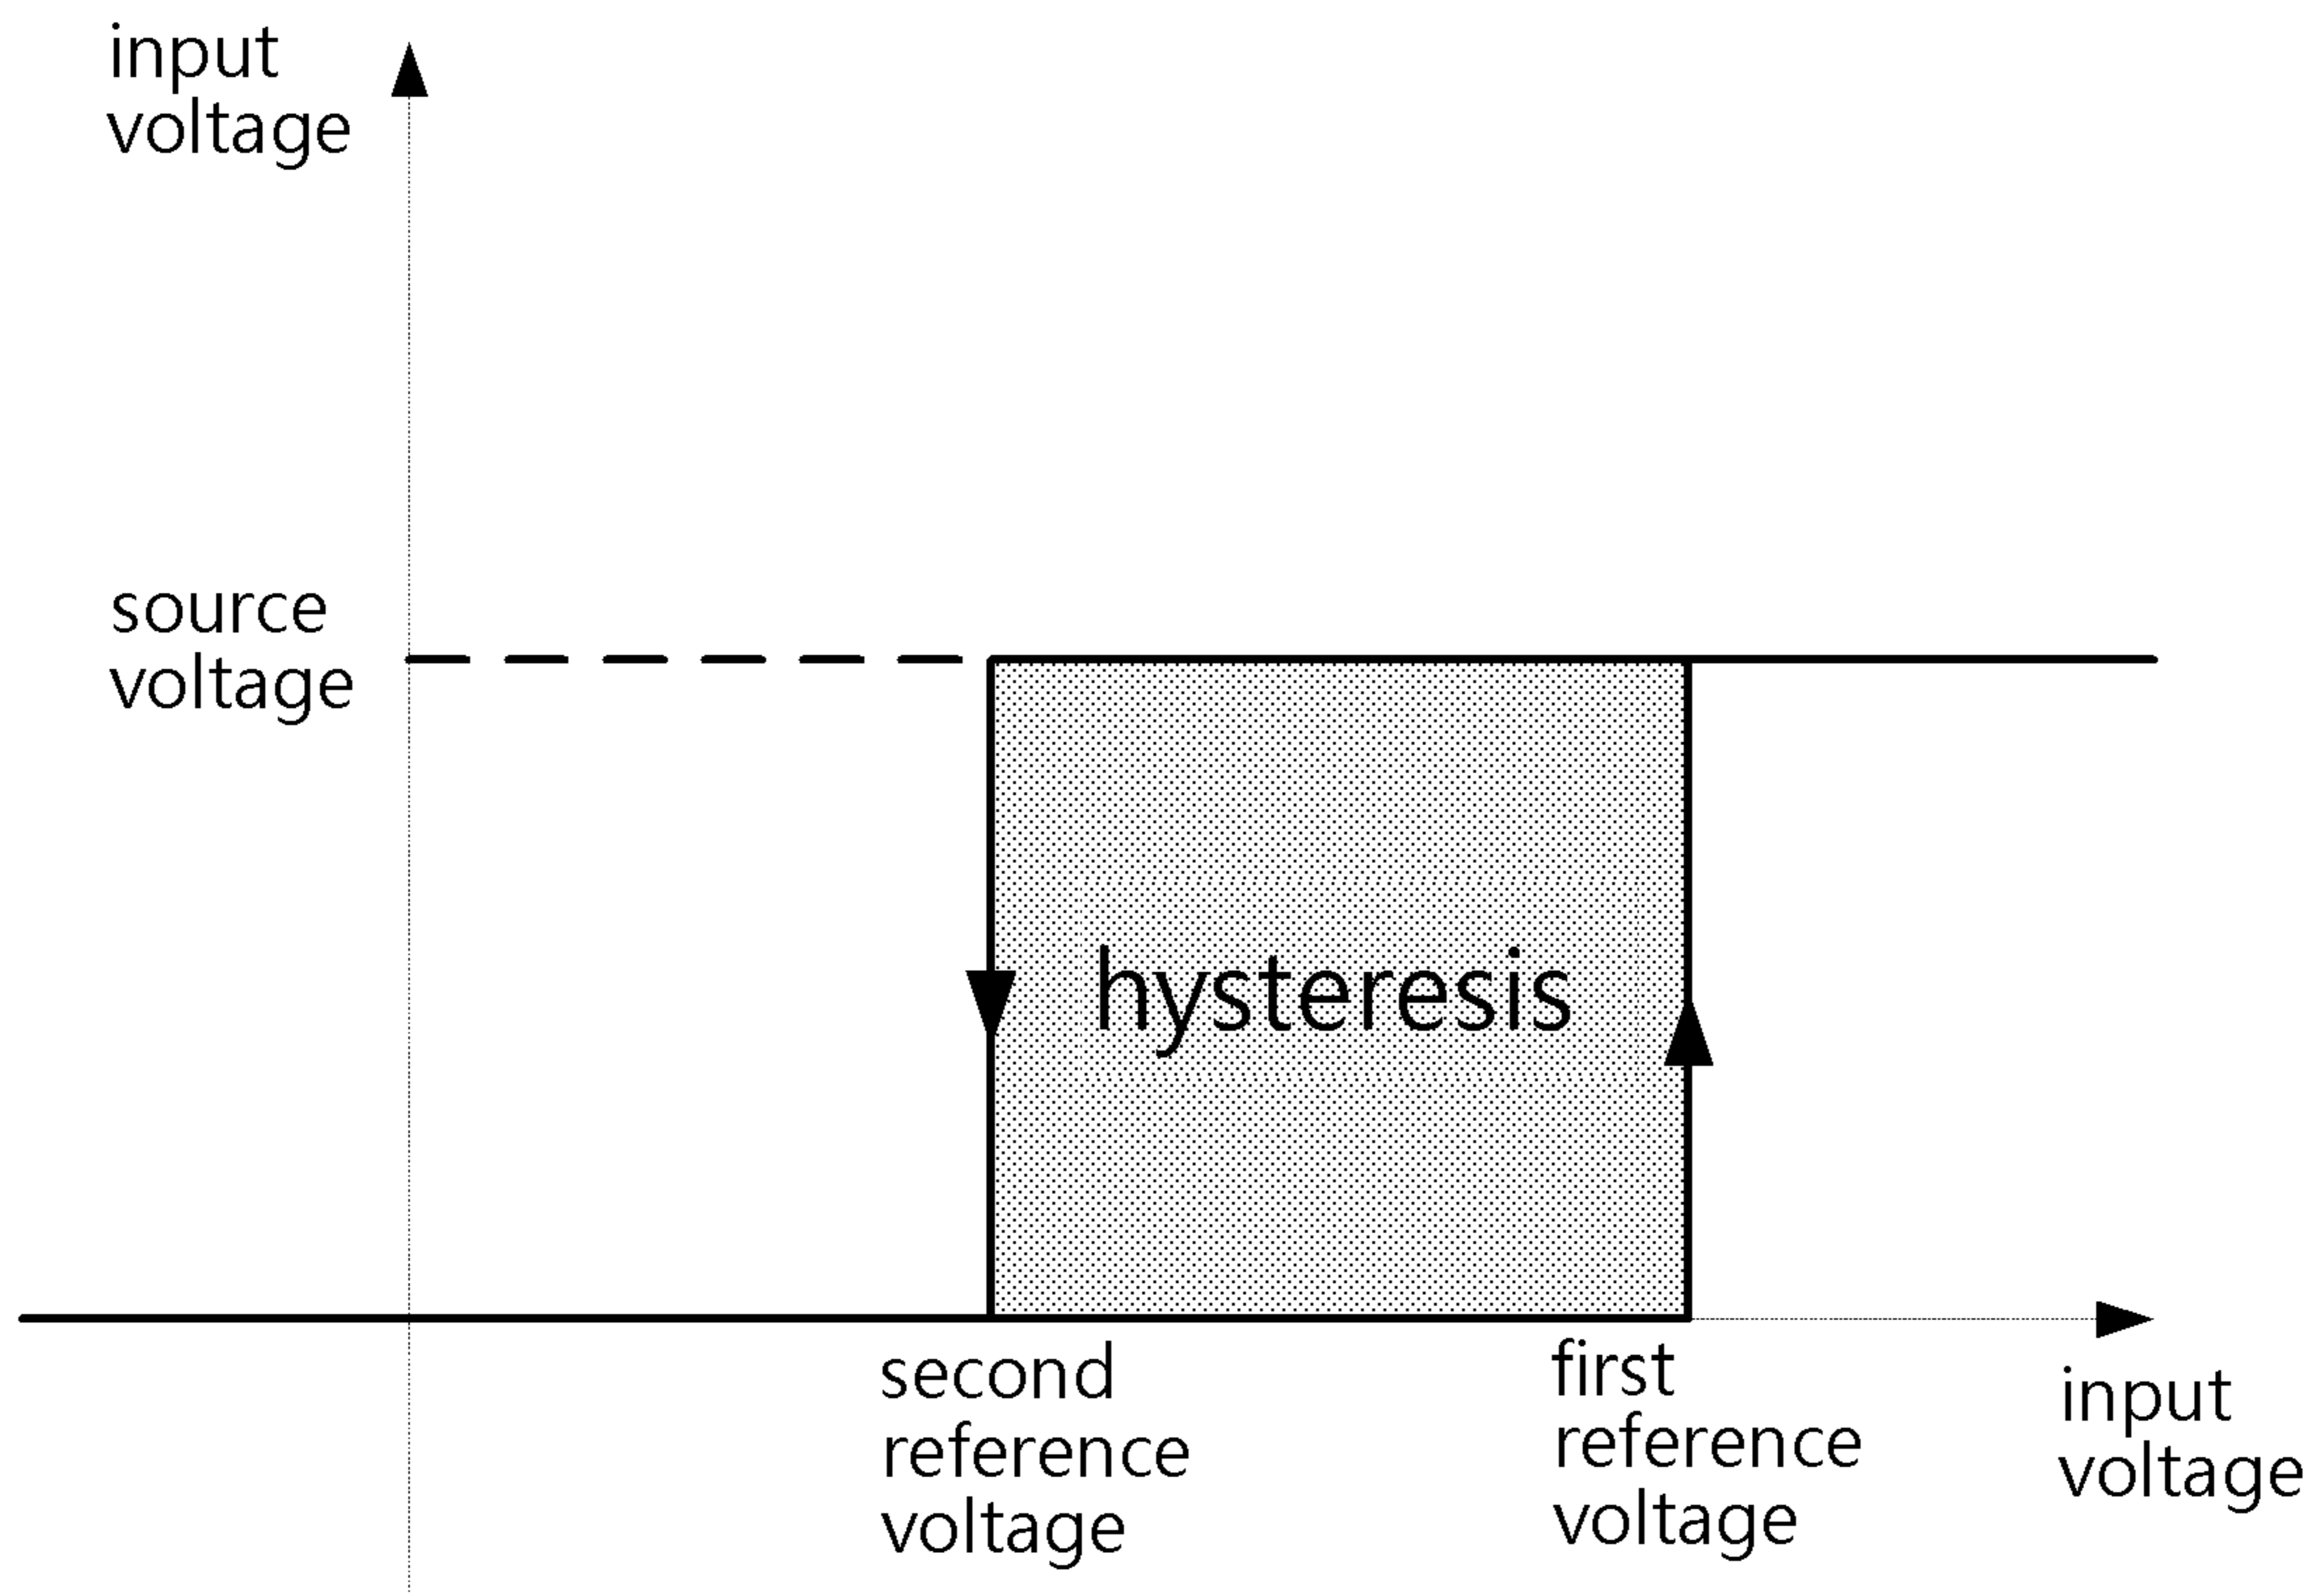 input
voltage
source
voltage
hysteresis
second
reference
voltage
first
reference
voltage
input
voltage